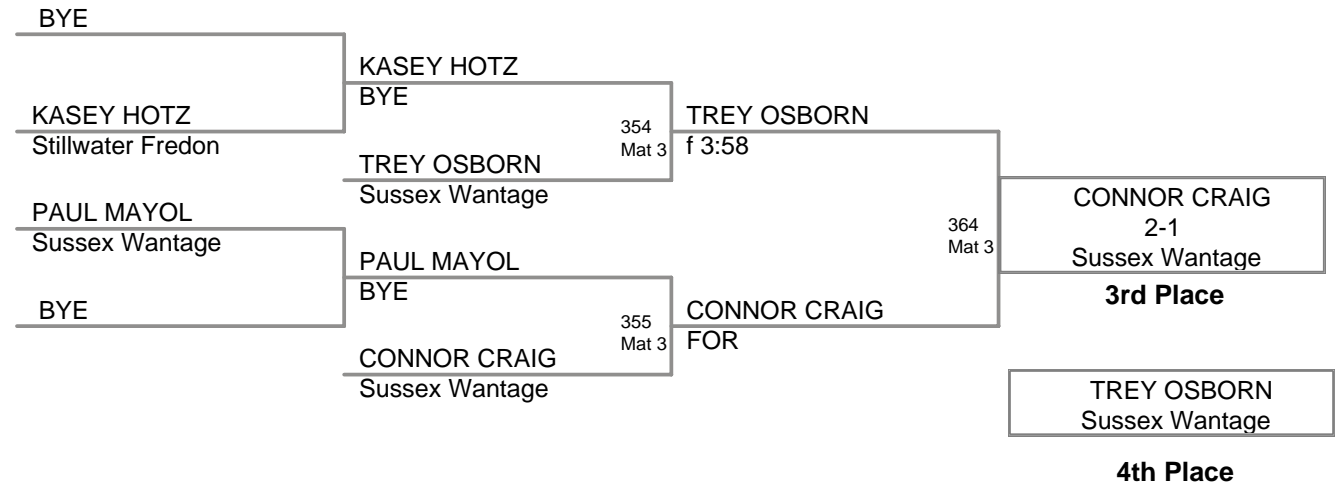 BYE
KASEY HOTZ
BYE
KASEY HOTZ
Stillwater Fredon
354
Mat 3
TREY OSBORN
f 3:58
TREY OSBORN
Sussex Wantage
PAUL MAYOL
Sussex Wantage
364
Mat 3
CONNOR CRAIG
2-1
Sussex Wantage
3rd Place
PAUL MAYOL
BYE
BYE
355
Mat 3
CONNOR CRAIG
FOR
CONNOR CRAIG
Sussex Wantage
TREY OSBORN
Sussex Wantage
4th Place